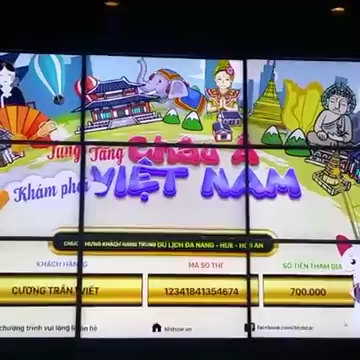 Tung Tăng Châu Á
Khám phá VIỆT NAM
CHÚC MỪNG KHÁCH HÀNG TRÚNG DU LỊCH ĐÀ NẴNG - HUẾ - HỘI AN
KHÁCH HÀNG MÃ SỐ THẺ SỐ TIỀN THAM GIA
CƯỜNG TRẦN VIẾT 12341841354674 700.000
chương trình vui lòng liên hệ facebook.com/